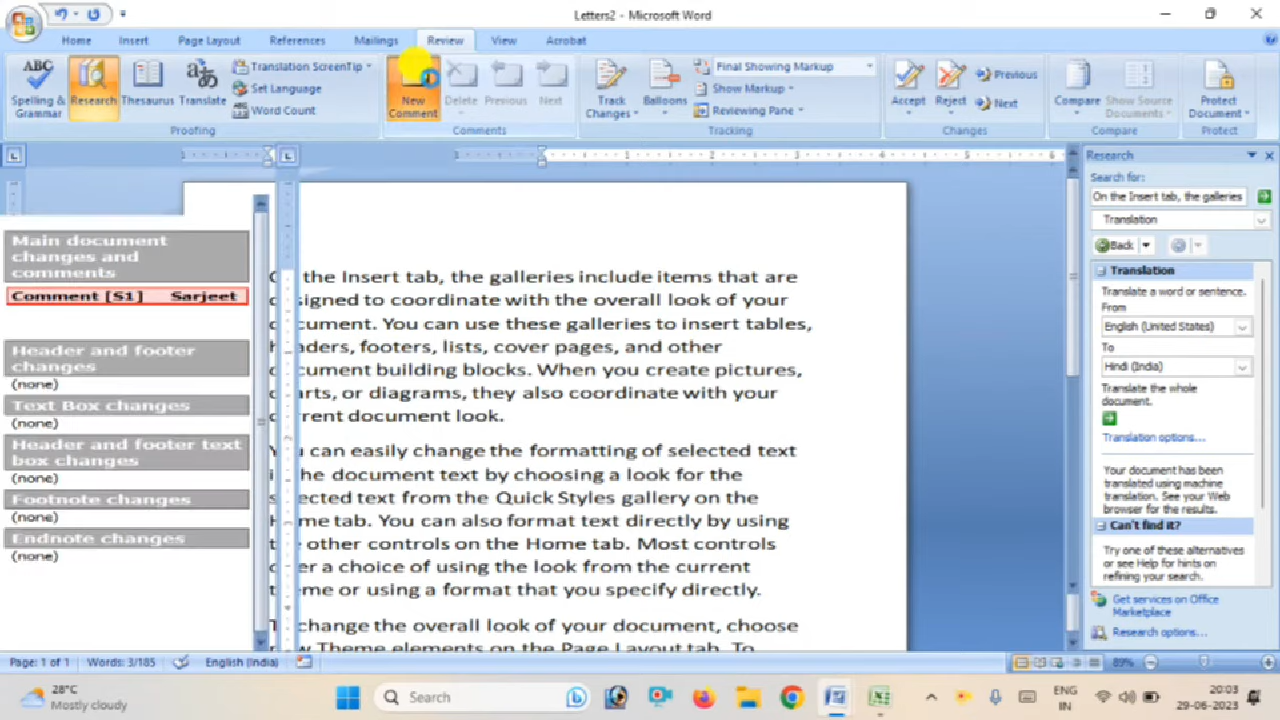 Letters2 - Microsoft Word
Home Insert Page Layout References Mailings Review View Acrobat
Spelling & Grammar
Research
Thesaurus
Translate
Translation ScreenTip
Set Language
Word Count
Proofing
New Comment
Delete
Previous
Next
Comments
Track Changes
Balloons
Final Showing Markup
Show Markup
Reviewing Pane
Tracking
Accept
Reject
Previous
Next
Changes
Compare
Show Source Documents
Compare
Protect Document
Protect
Main document
changes and
comments
Comment [S1] Sarjeet
Header and footer
changes
(none)
Text Box changes
(none)
Header and footer text
box changes
(none)
Footnote changes
(none)
Endnote changes
(none)
the Insert tab, the galleries include items that are
signed to coordinate with the overall look of your
cument. You can use these galleries to insert tables,
aders, footers, lists, cover pages, and other
cument building blocks. When you create pictures,
arts, or diagrams, they also coordinate with your
rrent document look.
can easily change the formatting of selected text
the document text by choosing a look for the
ected text from the Quick Styles gallery on the
me tab. You can also format text directly by using
other controls on the Home tab. Most controls
er a choice of using the look from the current
me or using a format that you specify directly.
change the overall look of your document, choose
Theme elements on the Page Layout tab. To
Research
Search for:
On the Insert tab, the galleries
Translation
Back
Translation
Translate a word or sentence.
From
English (United States)
To
Hindi (India)
Translate the whole
document.
Translation options...
Your document has been
translated using machine
translation. See your Web
browser for the results.
Can't find it?
Try one of these alternatives
or see Help for hints on
refining your search.
Get services on Office
Marketplace
Research options...
Page: 1 of 1 Words: 3/185 English (India) 89%
28°C
Mostly cloudy
Search
ENG
IN
20:03
29-06-2023